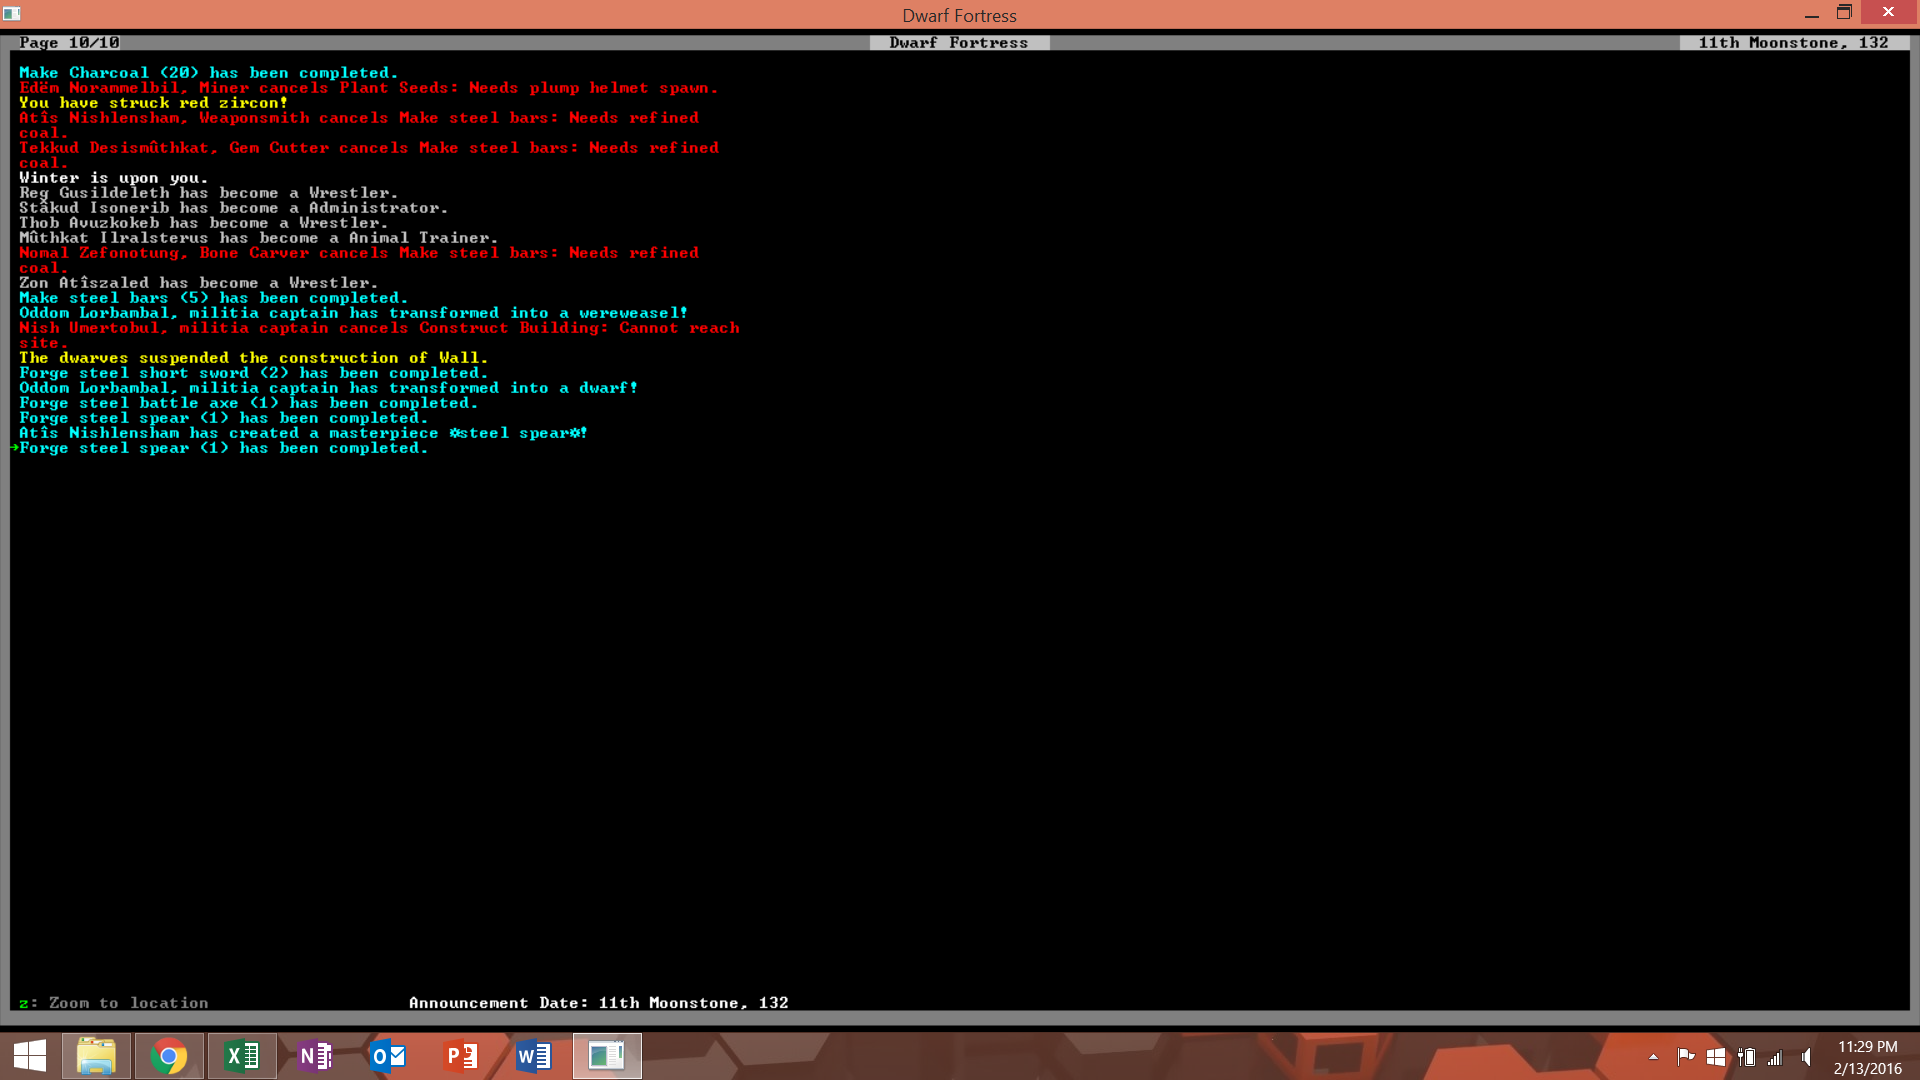 Dwarf Fortress
Page 10/10
Dwarf Fortress
11th Moonstone, 132
Make Charcoal (20) has been completed.
Edëm Norammelbil, Miner cancels Plant Seeds: Needs plump helmet spawn.
You have struck red zircon!
Atîs Nishlensham, Weaponsmith cancels Make steel bars: Needs refined
coal.
Tekkud Desismûthkat, Gem Cutter cancels Make steel bars: Needs refined
coal.
Winter is upon you.
Reg Gusildeleth has become a Wrestler.
Stâkud Isonerib has become a Administrator.
Thob Avuzkokeb has become a Wrestler.
Mûthkat Ilralsterus has become a Animal Trainer.
Nomal Zefonotung, Bone Carver cancels Make steel bars: Needs refined
coal.
Zon Atîszaled has become a Wrestler.
Make steel bars (5) has been completed.
Oddom Lorbambal, militia captain has transformed into a wereweasel!
Nish Umertobul, militia captain cancels Construct Building: Cannot reach
site.
The dwarves suspended the construction of Wall.
Forge steel short sword (2) has been completed.
Oddom Lorbambal, militia captain has transformed into a dwarf!
Forge steel battle axe (1) has been completed.
Forge steel spear (1) has been completed.
Atîs Nishlensham has created a masterpiece ☼steel spear☼!
→Forge steel spear (1) has been completed.
z: Zoom to location
Announcement Date: 11th Moonstone, 132
11:29 PM
2/13/2016